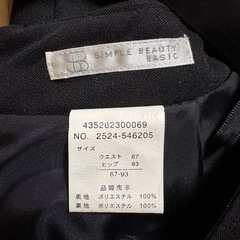 SB
SIMPLE BEAUTY
BASIC
435262300069
NO. 2524-546205
サイズ
ウエスト 67
ヒップ 93
67-93
品質表示
表地 ポリエステル 100%
裏地 ポリエステル 100%